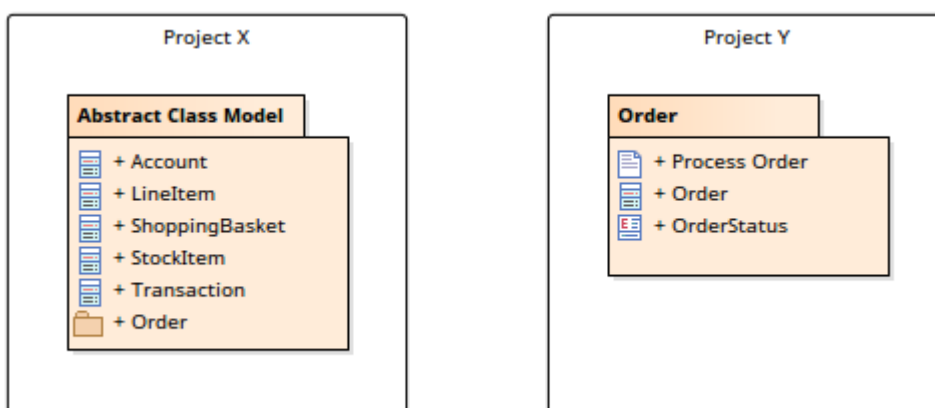 Project X
Abstract Class Model
+ Account
+ LineItem
+ ShoppingBasket
+ StockItem
+ Transaction
+ Order
Project Y
Order
+ Process Order
+ Order
E
+ OrderStatus